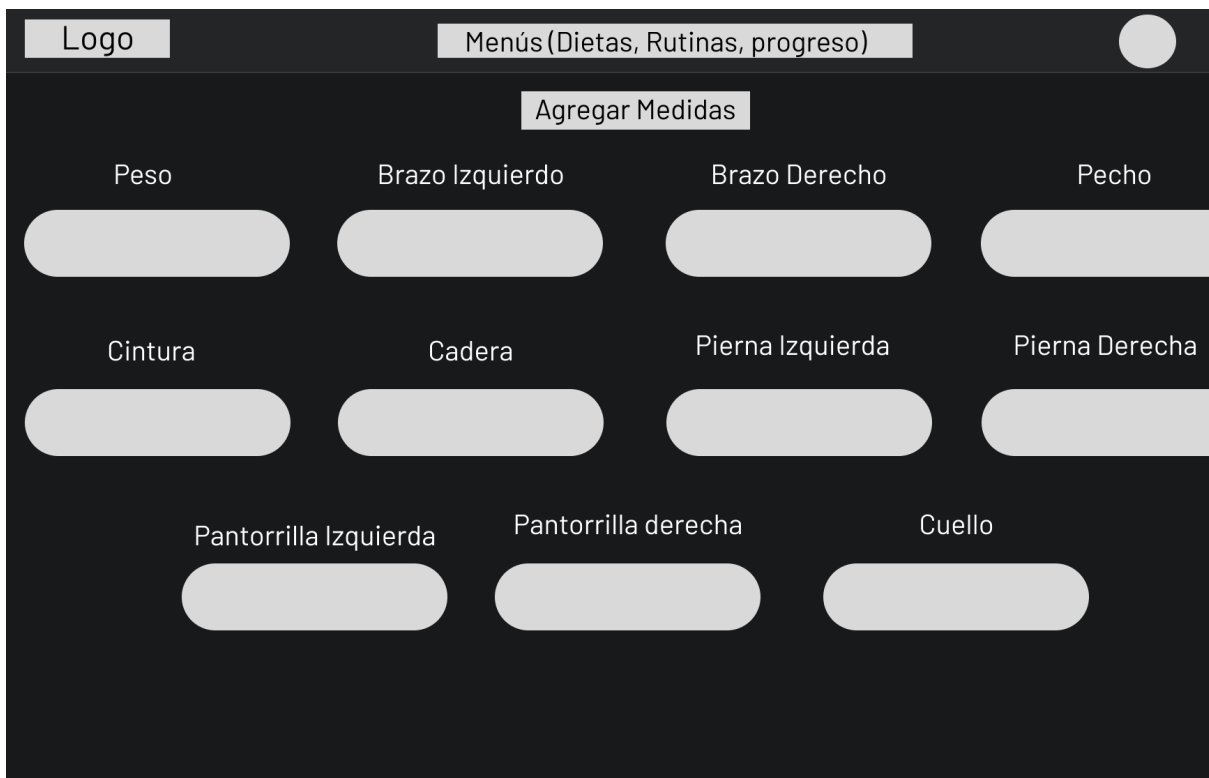 Logo
Menús (Dietas, Rutinas, progreso)
Agregar Medidas
Peso
Brazo Izquierdo
Brazo Derecho
Pecho
Cintura
Cadera
Pierna Izquierda
Pierna Derecha
Pantorrilla Izquierda
Pantorrilla derecha
Cuello